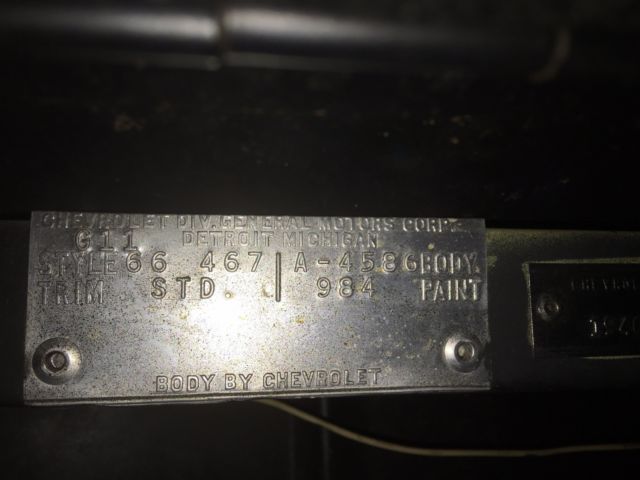 CHEVROLET DIV. GENERAL MOTORS CORP.
G11 DETROIT MICHIGAN
STYLE 66 467 A-4586 BODY
TRIM STD 984 PAINT
BODY BY CHEVROLET